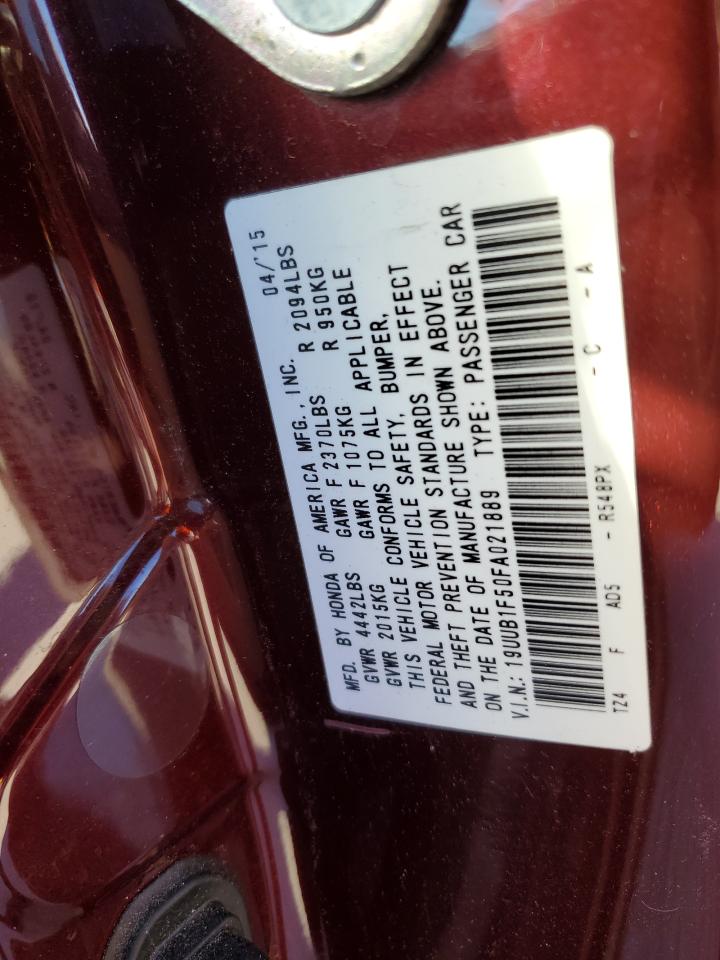 MFD. BY HONDA OF AMERICA MFG., INC. 04/'15
GVWR 4442LBS GAWR F 2370LBS R 2094LBS
GVWR 2015KG GAWR F 1075KG R 950KG
THIS VEHICLE CONFORMS TO ALL APPLICABLE
FEDERAL MOTOR VEHICLE SAFETY, BUMPER,
AND THEFT PREVENTION STANDARDS IN EFFECT
ON THE DATE OF MANUFACTURE SHOWN ABOVE.
V.I.N.: 19UUB1F50FA021889 TYPE: PASSENGER CAR
TZ4 F AD5 - R548PX - C - A